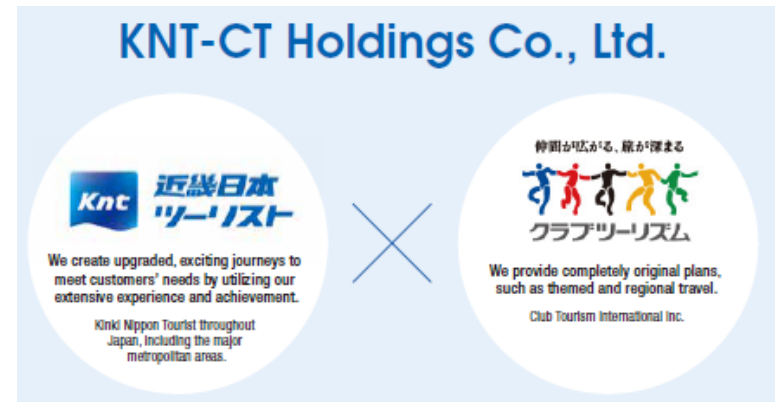 KNT-CT Holdings Co., Ltd.
Knt
近畿日本
ツーリスト
We create upgraded, exciting journeys to
meet customers' needs by utilizing our
extensive experience and achievement.
Kinki Nippon Tourist throughout
Japan, including the major
metropolitan areas.
仲間が広がる、旅が深まる
クラブツーリズム
We provide completely original plans,
such as themed and regional travel.
Club Tourism International Inc.